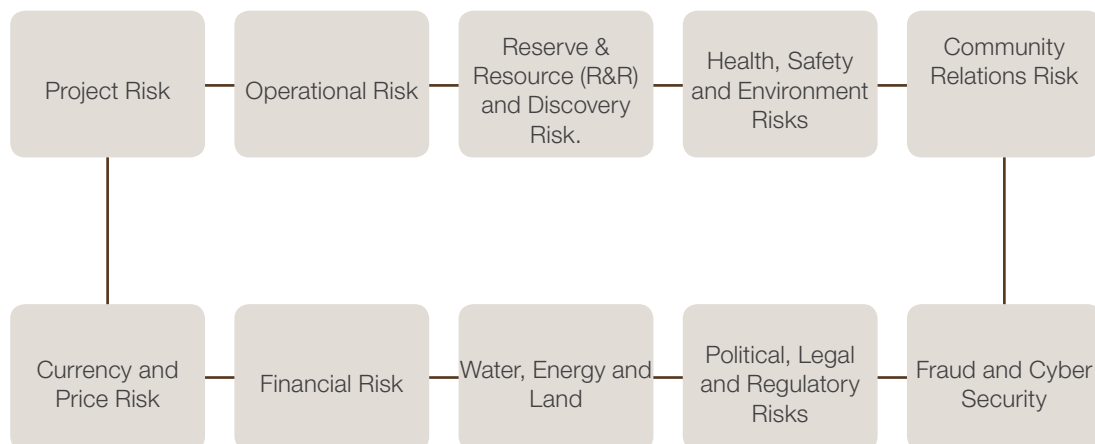 Project Risk
Operational Risk
Reserve &
Resource (R&R)
and Discovery
Risk.
Health, Safety
and Environment
Risks
Community
Relations Risk
Currency and
Price Risk
Financial Risk
Water, Energy and
Land
Political, Legal
and Regulatory
Risks
Fraud and Cyber
Security